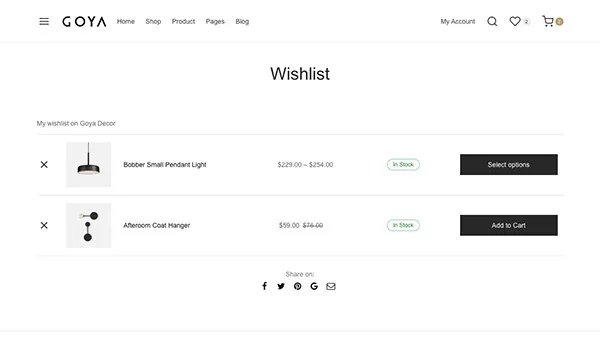 GOYA Home Shop Product Pages Blog My Account 2
Wishlist
My wishlist on Goya Decor
Bobber Small Pendant Light $229.00 – $254.00 In Stock Select options
Afteroom Coat Hanger $59.00 $76.00 In Stock Add to Cart
Share on: